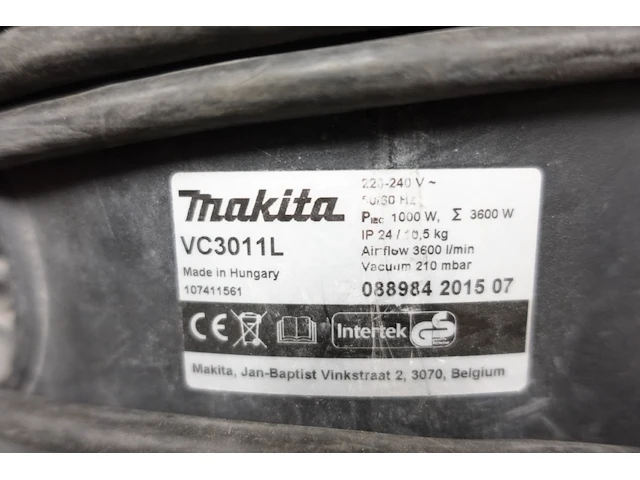 makita
VC3011L
Made in Hungary
107411561
220-240 V ~
50/60 Hz
Piec 1000 W, Σ 3600 W
IP 24 / 10,5 kg
Airflow 3600 l/min
Vacuum 210 mbar
088984 2015 07
CE Intertek GS
Makita, Jan-Baptist Vinkstraat 2, 3070, Belgium